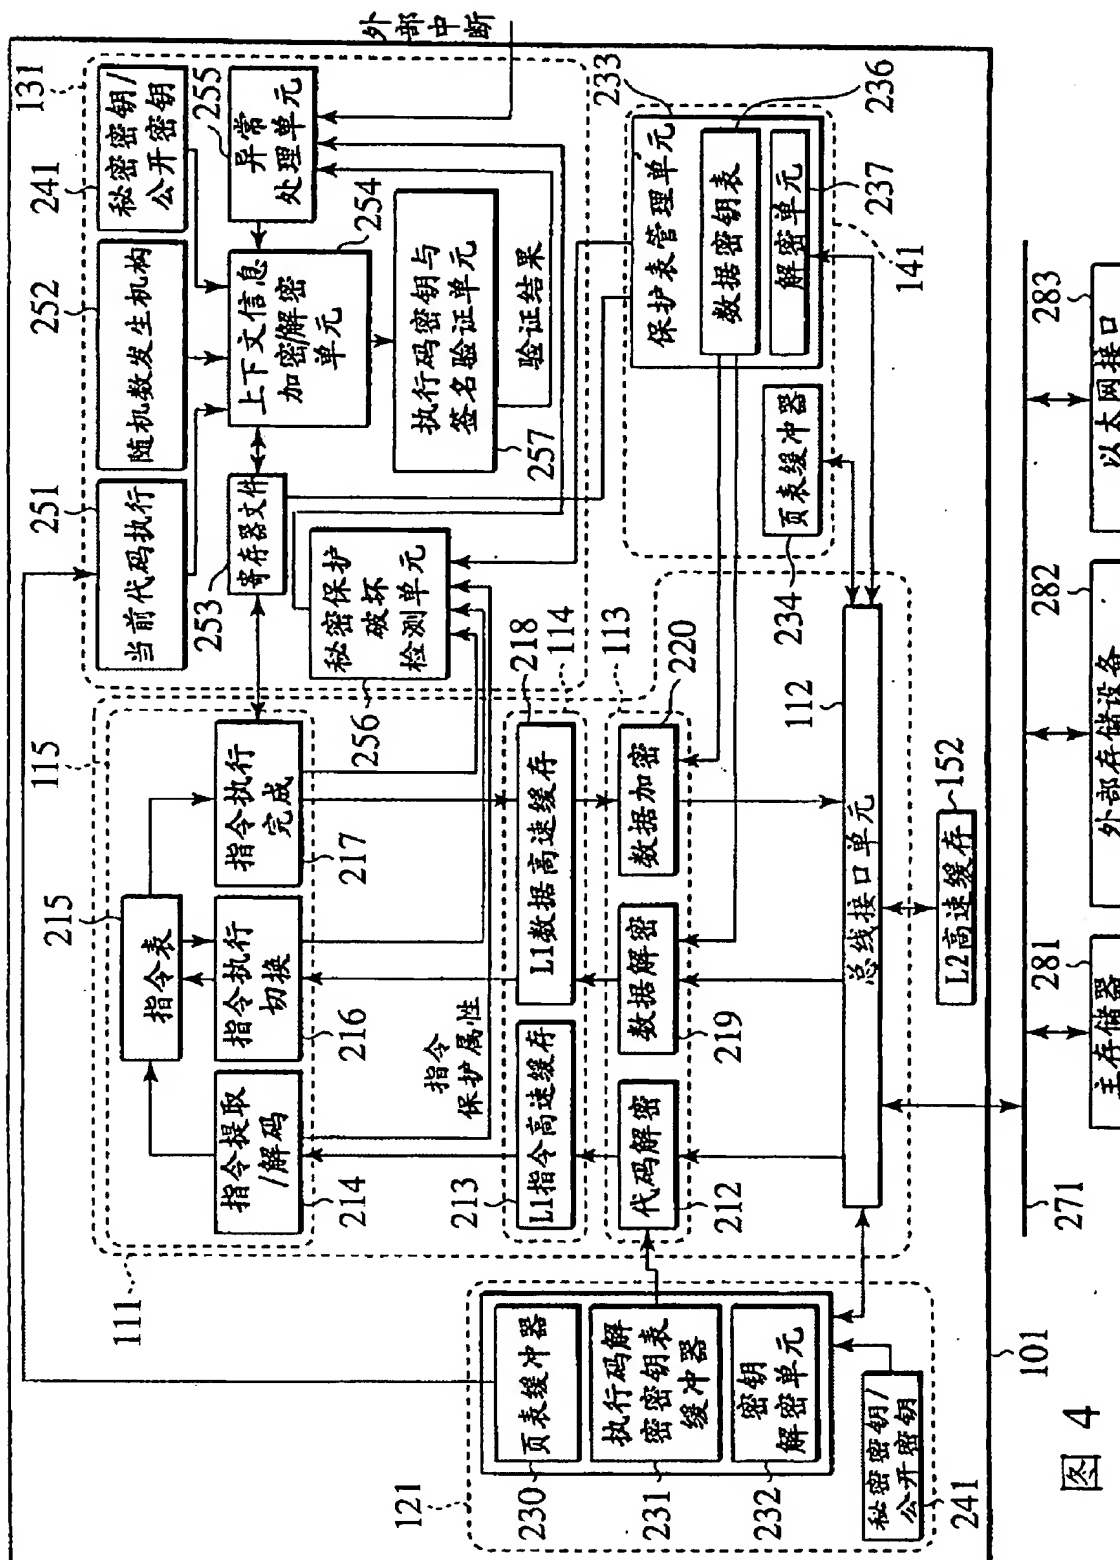 外部中断
131
241
秘密密钥/
公开密钥
252
随机数发生机构
251
当前代码执行
255
异常
处理单元
254
上下文信息
加密/解密
单元
253
寄存器文件
执行码密钥与
签名验证单元
257
验证结果
秘密保护
破坏
检测单元
256
115
215
指令表
指令执行
完成
217
指令执行
切换
216
指令提取
/解码
214
指令
保护属性
111
114
218
L1数据高速缓存
213
L1指令高速缓存
113
220
数据加密
数据解密
219
代码解密
212
233
保护表管理单元
236
数据密钥表
237
解密单元
141
页表缓冲器
234
112
总线接口单元
152
L2高速缓存
121
页表缓冲器
230
执行码解
密密钥表
缓冲器
231
密钥
解密单元
232
秘密密钥/
公开密钥
241
101
271
281
主存储器
282
外部存储设备
283
以太网接口
图 4